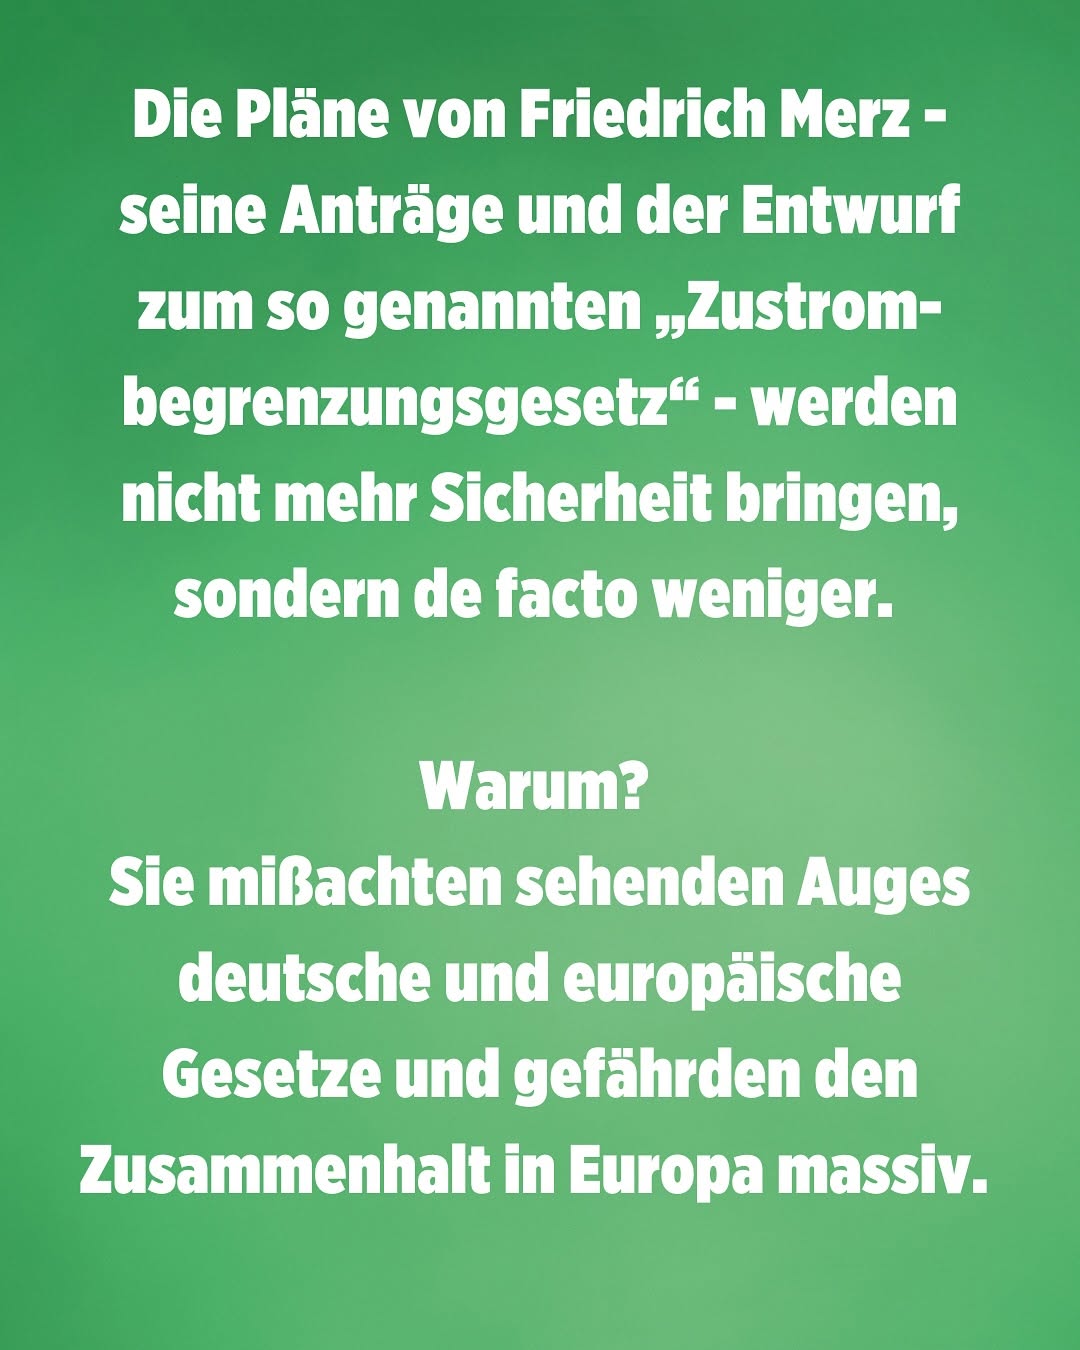 Die Pläne von Friedrich Merz -
seine Anträge und der Entwurf
zum so genannten „Zustrom-
begrenzungsgesetz“ - werden
nicht mehr Sicherheit bringen,
sondern de facto weniger.
Warum?
Sie mißachten sehenden Auges
deutsche und europäische
Gesetze und gefährden den
Zusammenhalt in Europa massiv.